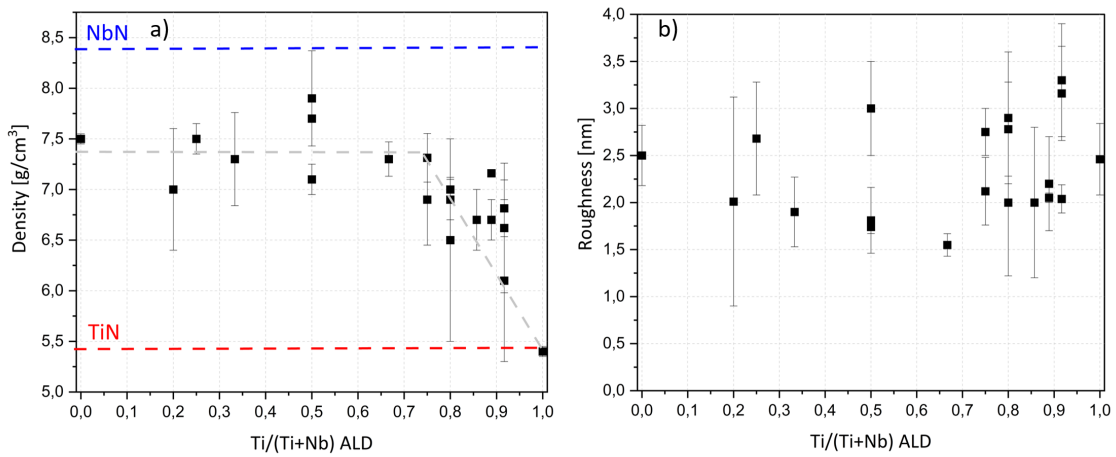 a)
NbN
TiN
Density [g/cm³]
8,5
8,0
7,5
7,0
6,5
6,0
5,5
5,0
0,0 0,1 0,2 0,3 0,4 0,5 0,6 0,7 0,8 0,9 1,0
Ti/(Ti+Nb) ALD
b)
Roughness [nm]
4,0
3,5
3,0
2,5
2,0
1,5
1,0
0,5
0,0
0,0 0,1 0,2 0,3 0,4 0,5 0,6 0,7 0,8 0,9 1,0
Ti/(Ti+Nb) ALD